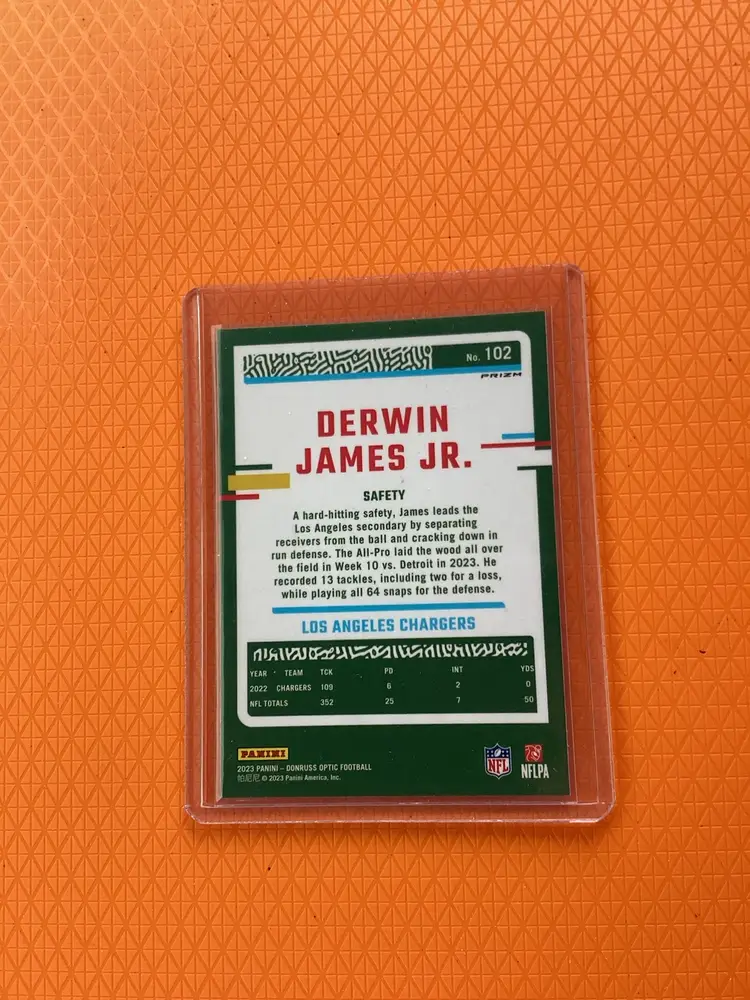 No. 102
PRIZM
DERWIN
JAMES JR.
SAFETY
A hard-hitting safety, James leads the
Los Angeles secondary by separating
receivers from the ball and cracking down in
run defense. The All-Pro laid the wood all over
the field in Week 10 vs. Detroit in 2023. He
recorded 13 tackles, including two for a loss,
while playing all 64 snaps for the defense.
LOS ANGELES CHARGERS
YEAR TEAM TCK PD INT YDS
2022 CHARGERS 109 6 2 0
NFL TOTALS 352 25 7 50
PANINI
2023 PANINI – DONRUSS OPTIC FOOTBALL
帕尼尼 © 2023 Panini America, Inc.
NFL
NFLPA